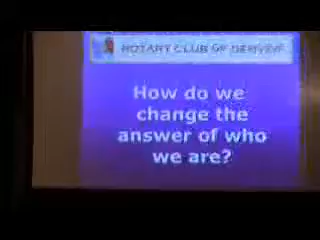 ROTARY CLUB OF DENVER
How do we
change the
answer of who
we are?